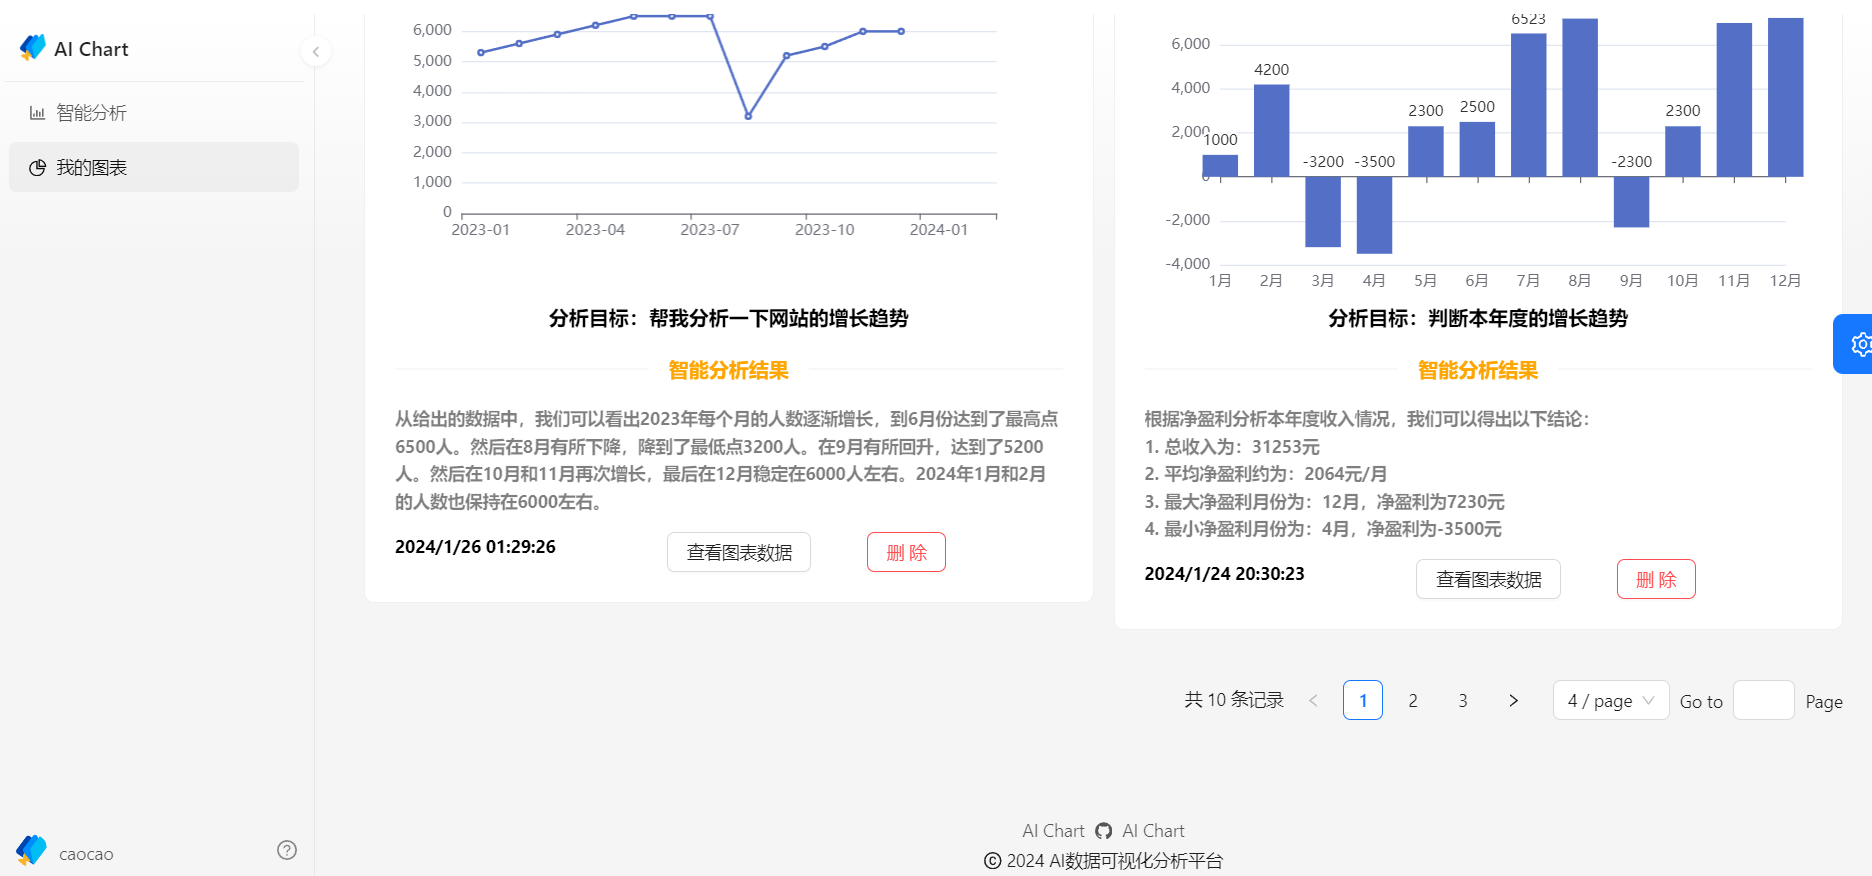 AI Chart
智能分析
我的图表
caocao
6,000
5,000
4,000
3,000
2,000
1,000
0
2023-01 2023-04 2023-07 2023-10 2024-01
分析目标：帮我分析一下网站的增长趋势
智能分析结果
从给出的数据中，我们可以看出2023年每个月的人数逐渐增长，到6月份达到了最高点
6500人。然后在8月有所下降，降到了最低点3200人。在9月有所回升，达到了5200
人。然后在10月和11月再次增长，最后在12月稳定在6000人左右。2024年1月和2月
的人数也保持在6000左右。
2024/1/26 01:29:26 查看图表数据 删 除
6,000
4,000
2,000
0
-2,000
-4,000
1000 4200 -3200 -3500 2300 2500 6523 -2300 2300
1月 2月 3月 4月 5月 6月 7月 8月 9月 10月 11月 12月
分析目标：判断本年度的增长趋势
智能分析结果
根据净盈利分析本年度收入情况，我们可以得出以下结论：
1. 总收入为：31253元
2. 平均净盈利约为：2064元/月
3. 最大净盈利月份为：12月，净盈利为7230元
4. 最小净盈利月份为：4月，净盈利为-3500元
2024/1/24 20:30:23 查看图表数据 删 除
共 10 条记录 < 1 2 3 > 4 / page Go to Page
AI Chart AI Chart
© 2024 AI数据可视化分析平台